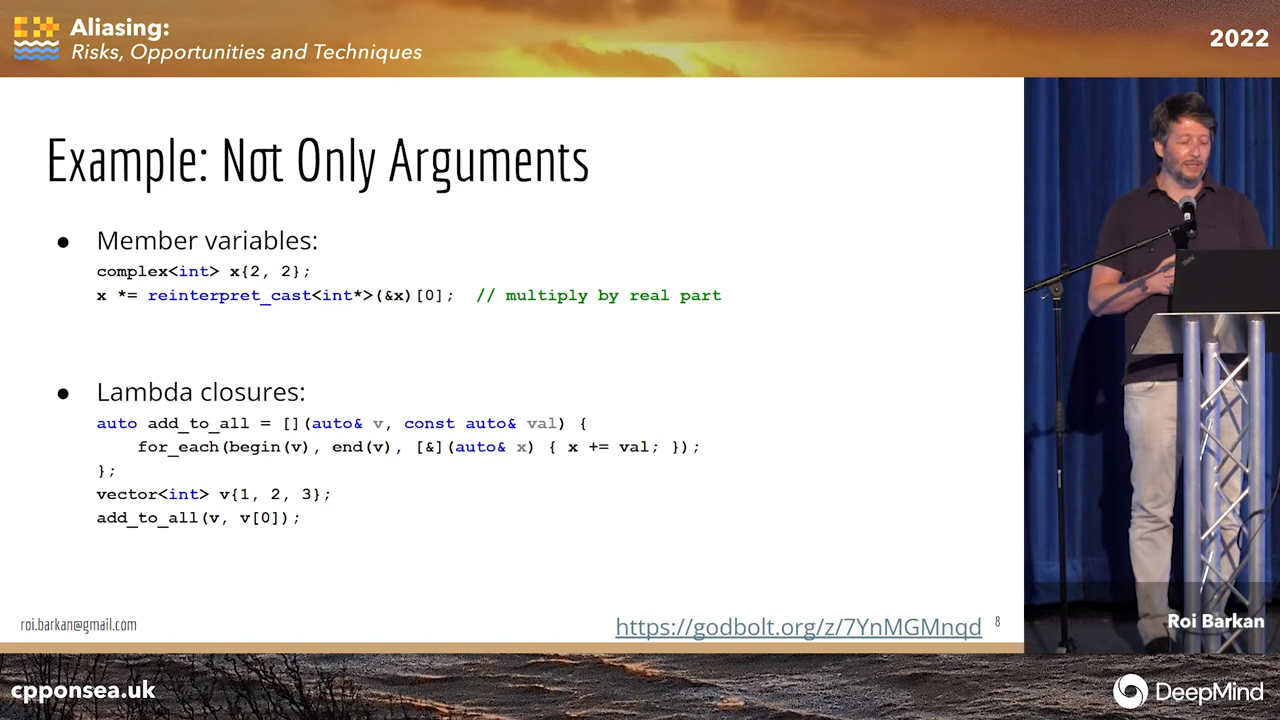 Aliasing:
Risks, Opportunities and Techniques
2022
Example: Not Only Arguments
● Member variables:
complex<int> x{2, 2};
x *= reinterpret_cast<int*>(&x)[0];  // multiply by real part
● Lambda closures:
auto add_to_all = [](auto& v, const auto& val) {
    for_each(begin(v), end(v), [&](auto& x) { x += val; });
};
vector<int> v{1, 2, 3};
add_to_all(v, v[0]);
roi.barkan@gmail.com
https://godbolt.org/z/7YnMGMnqd
8
Roi Barkan
cpponsea.uk
DeepMind